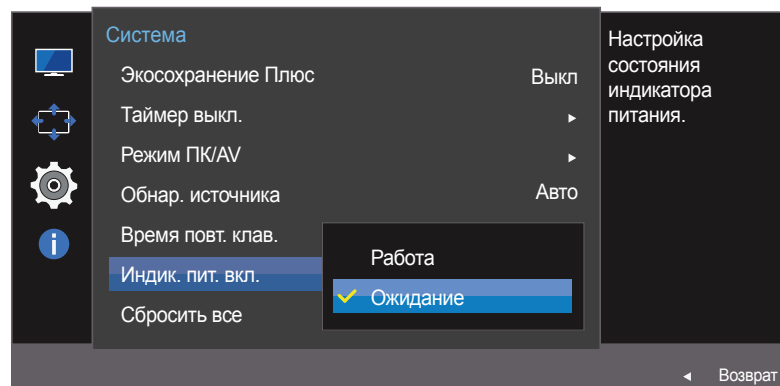 Система
Экосохранение Плюс Выкл
Таймер выкл.
Режим ПК/AV
Обнар. источника Авто
Время повт. клав.
Индик. пит. вкл.
Сбросить все
Работа
Ожидание
Настройка
состояния
индикатора
питания.
Возврат